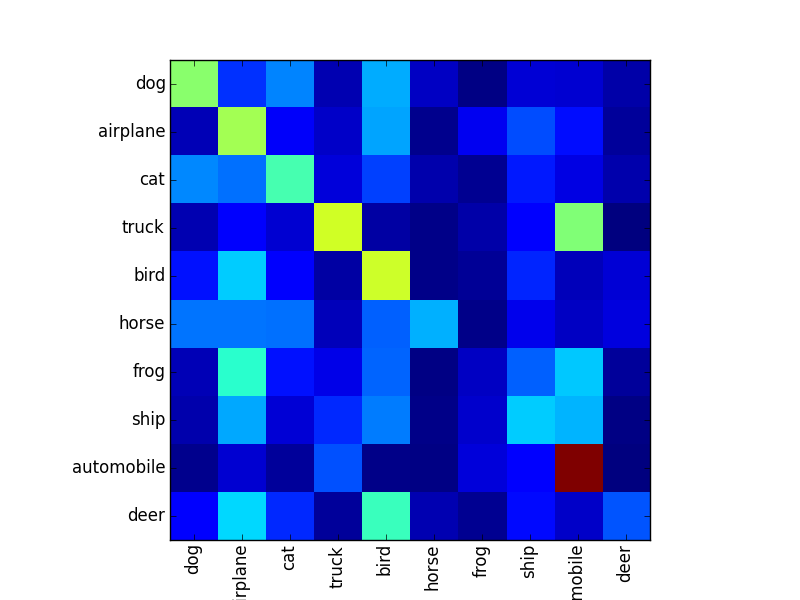 dog
airplane
cat
truck
bird
horse
frog
ship
automobile
deer
dog
irplane
cat
truck
bird
horse
frog
ship
mobile
deer